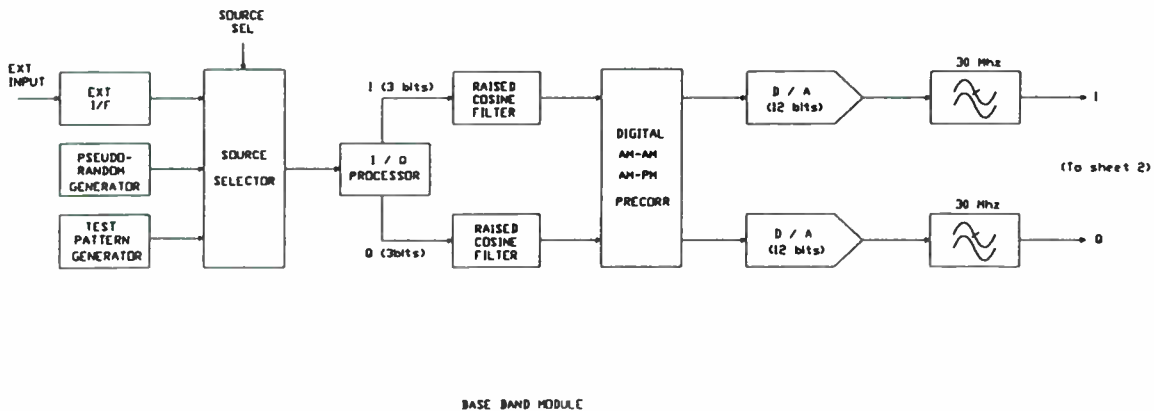 SOURCE
SEL
EXT
INPUT
EXT
I/F
PSEUDO-
RANDOM
GENERATOR
TEST
PATTERN
GENERATOR
SOURCE
SELECTOR
I / Q
PROCESSOR
I (3 bits)
Q (3bits)
RAISED
COSINE
FILTER
RAISED
COSINE
FILTER
DIGITAL
AM-AM
AM-PM
PRECORR
D / A
(12 bits)
D / A
(12 bits)
30 Mhz
30 Mhz
I
(To sheet 2)
Q
BASE BAND MODULE